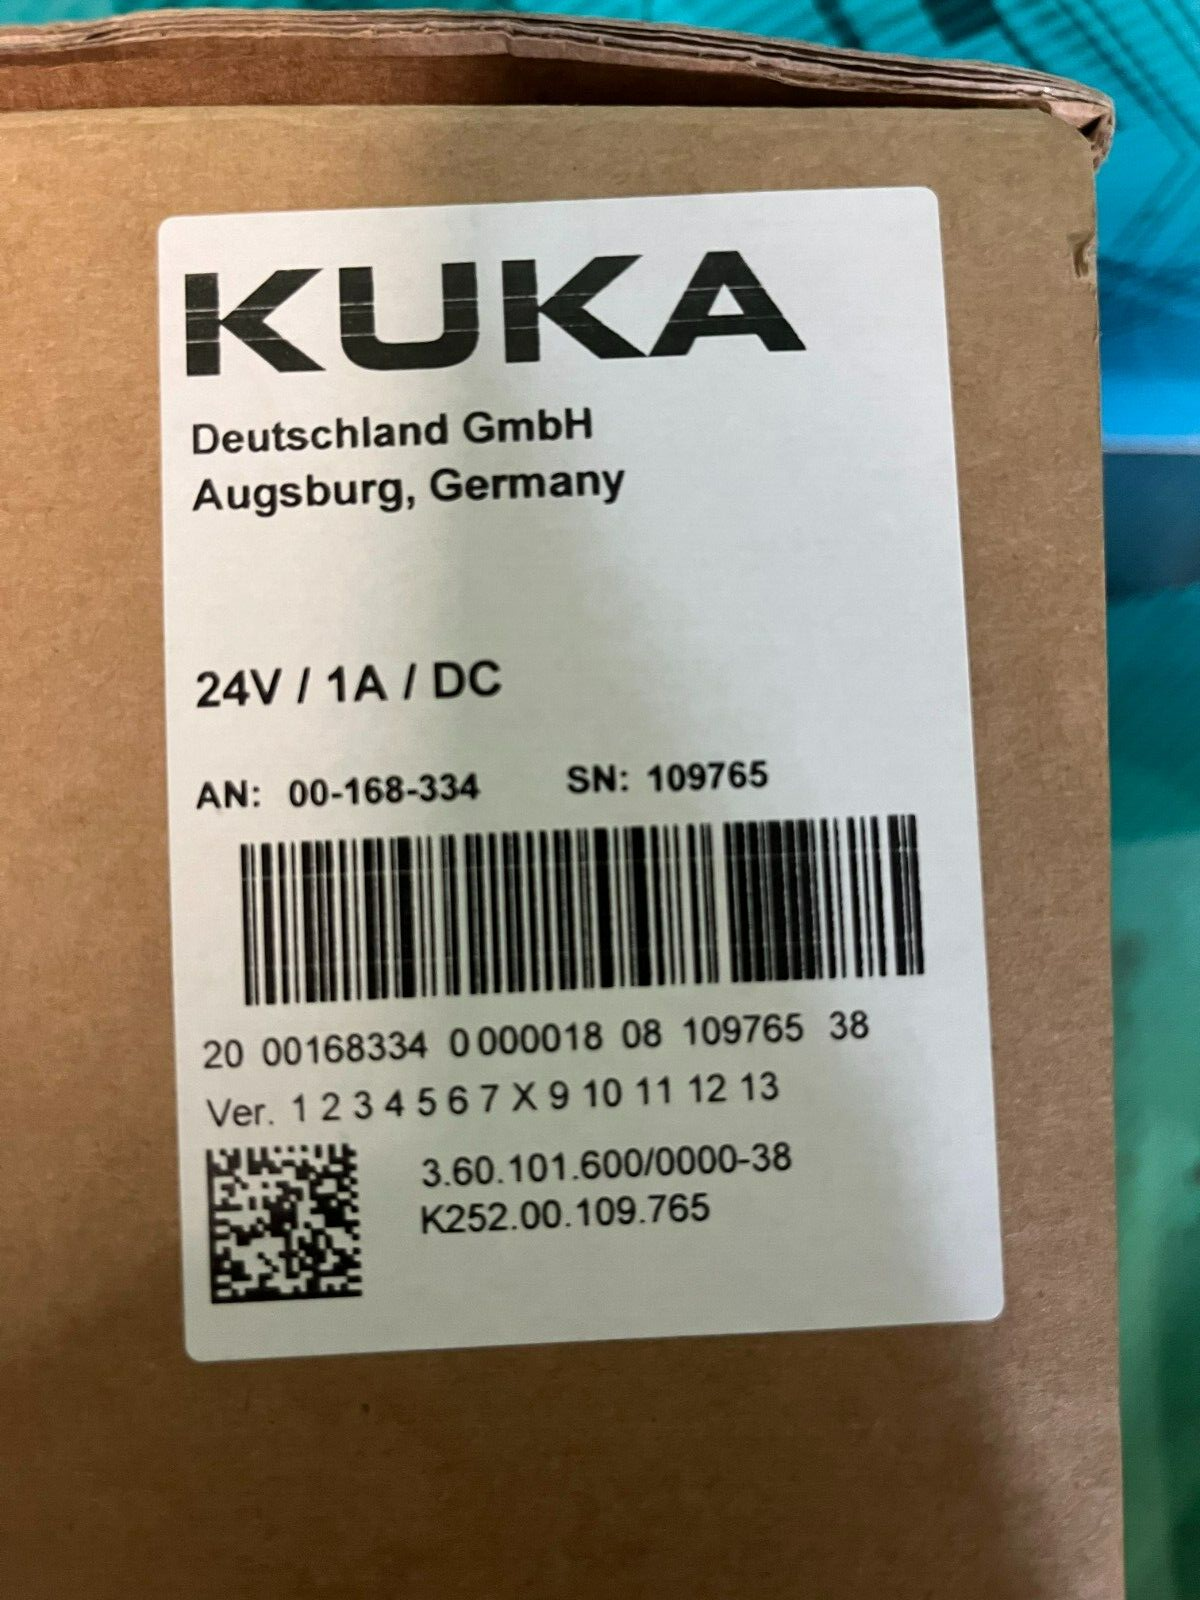 KUKA
Deutschland GmbH
Augsburg, Germany
24V / 1A / DC
AN: 00-168-334 SN: 109765
20 00168334 0000018 08 109765 38
Ver. 1 2 3 4 5 6 7 X 9 10 11 12 13
3.60.101.600/0000-38
K252.00.109.765